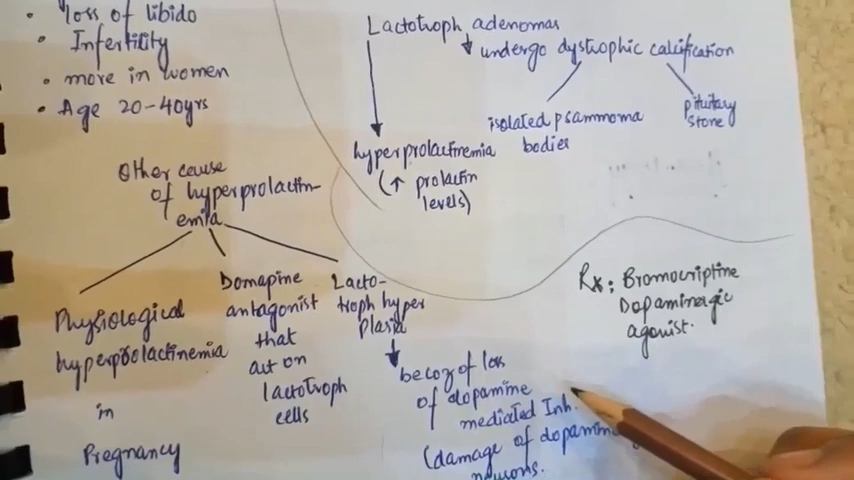 • loss of libido
• Infertility
• more in women
• Age 20-40yrs
Lactotroph adenomas
undergo dystrophic calcification
isolated psammoma
bodies
pituitary
stone
hyperprolactinemia
(↑ prolactin
levels)
Other cause
of hyperprolactin-
emia
Physiological
hyperprolactinemia
in
Pregnancy
Domapine
antagonist
that
act on
lactotroph
cells
Lacto-
troph hyper
plasia
becoz of loss
of dopamine
mediated Inh.
(damage of dopamine
neurons.
Rx: Bromocriptine
Dopaminergic
agonist.